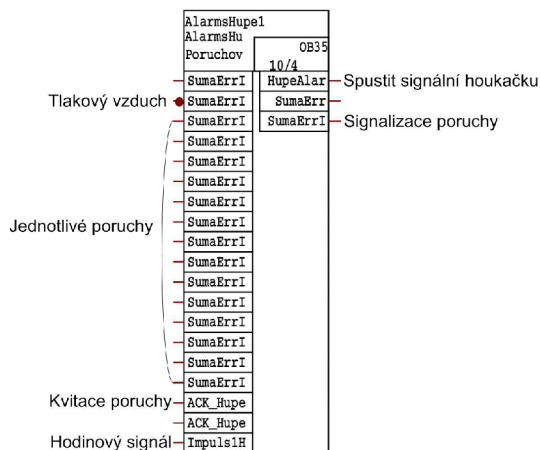 AlarmsHupe1
AlarmsHu
Poruchov
OB35
10/4
SumaErrI HupeAlar Spustit signální houkačku
Tlakový vzduch SumaErrI SumaErr
SumaErrI SumaErrI Signalizace poruchy
SumaErrI
SumaErrI
SumaErrI
SumaErrI
Jednotlivé poruchy SumaErrI
SumaErrI
SumaErrI
SumaErrI
SumaErrI
SumaErrI
SumaErrI
SumaErrI
SumaErrI
Kvitace poruchy ACK_Hupe
ACK_Hupe
Hodinový signál Impuls1H